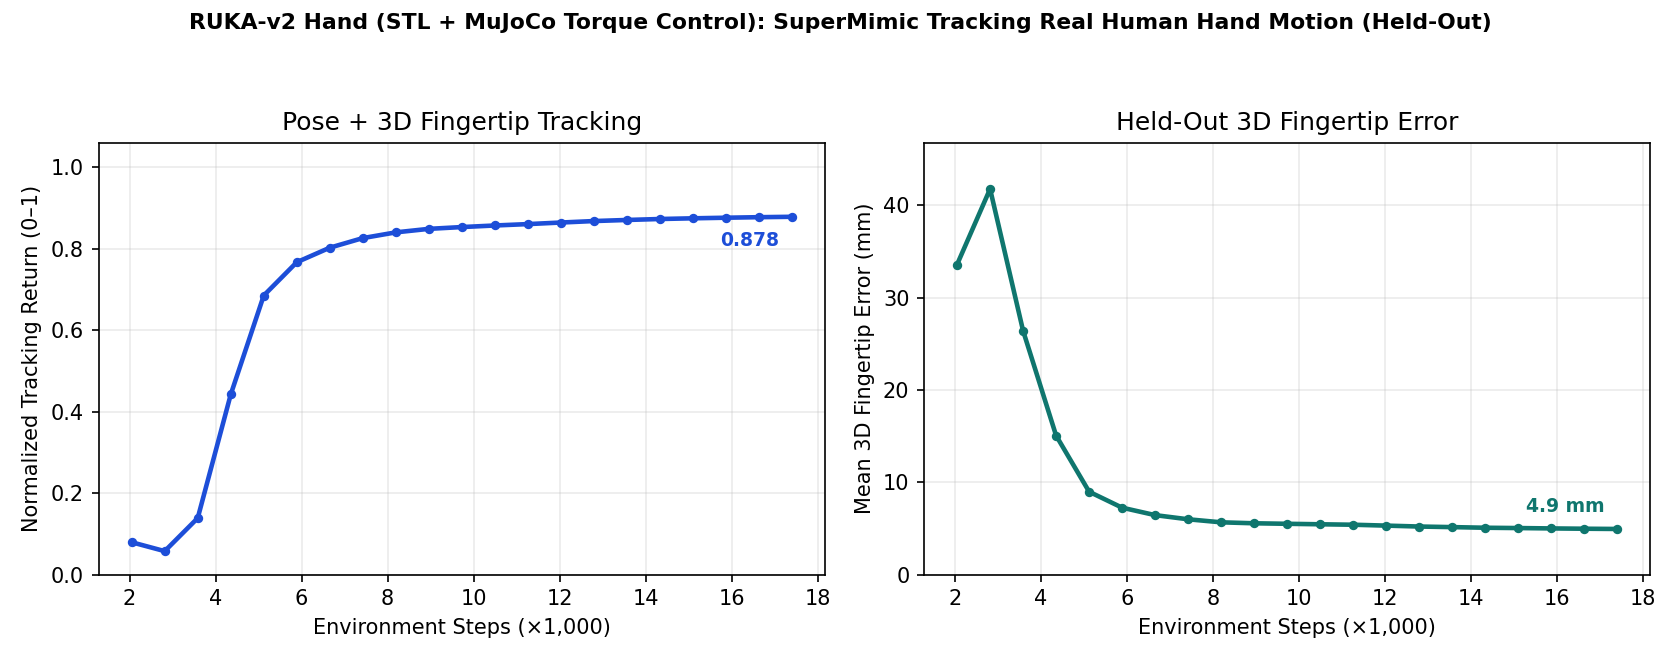 RUKA-v2 Hand (STL + MuJoCo Torque Control): SuperMimic Tracking Real Human Hand Motion (Held-Out)
Pose + 3D Fingertip Tracking
Normalized Tracking Return (0–1)
1.0
0.8
0.6
0.4
0.2
0.0
0.878
2 4 6 8 10 12 14 16 18
Environment Steps (×1,000)
Held-Out 3D Fingertip Error
Mean 3D Fingertip Error (mm)
40
30
20
10
0
4.9 mm
2 4 6 8 10 12 14 16 18
Environment Steps (×1,000)